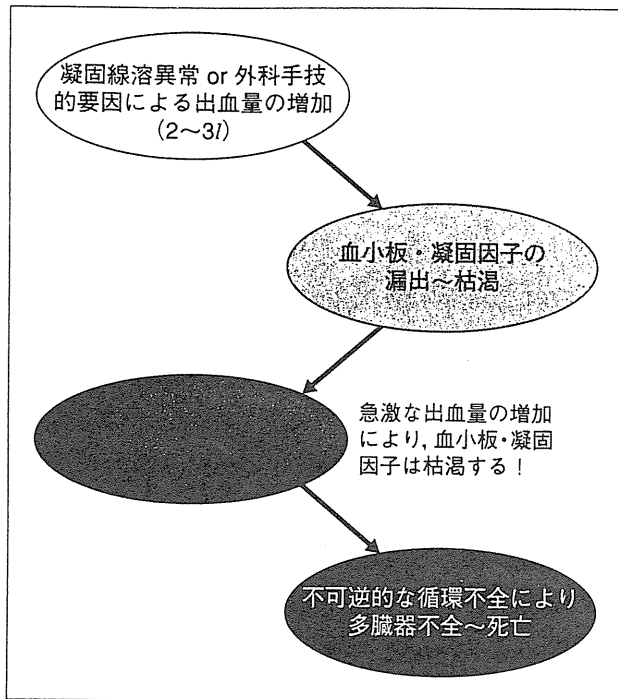 凝固線溶異常 or 外科手技
的要因による出血量の増加
(2〜3l)
血小板・凝固因子の
漏出〜枯渇
急激な出血量の増加
により, 血小板・凝固
因子は枯渇する！
不可逆的な循環不全により
多臓器不全〜死亡